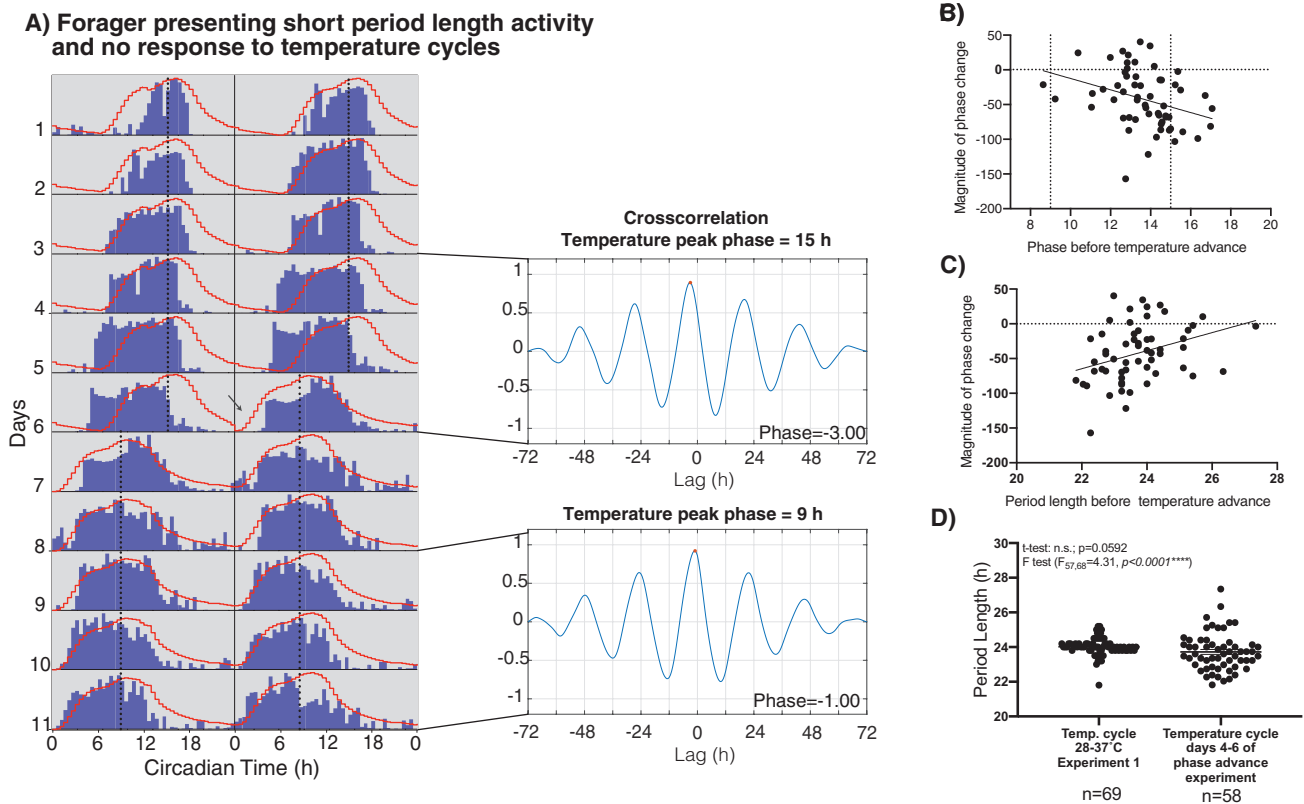 A) Forager presenting short period length activity
and no response to temperature cycles
1
2
3
4
5
6
7
8
9
10
11
Days
0 6 12 0 6 12 0
Circadian Time (h)
Crosscorrelation
Temperature peak phase = 15 h
1
0.5
0
-0.5
-1
Phase=-3.00
-72 -48 -24 0 24 48 72
Lag (h)
Temperature peak phase = 9 h
1
0.5
0
-0.5
-1
Phase=-1.00
-72 -48 -24 0 24 48 72
Lag (h)
B)
Magnitude of phase change
50
0
-50
-100
-150
-200
8 10 12 14 16 18 20
Phase before temperature advance
C)
Magnitude of phase change
50
0
-50
-100
-150
-200
20 22 24 26 28
Period length before temperature advance
D)
Period Length (h)
30
28
26
24
22
20
t-test: n.s.; p=0.0592
F test (F57,68=4.31, p<0.0001****)
Temp. cycle
28-37˚C
Experiment 1
n=69
Temperature cycle
days 4-6 of
phase advance
experiment
n=58